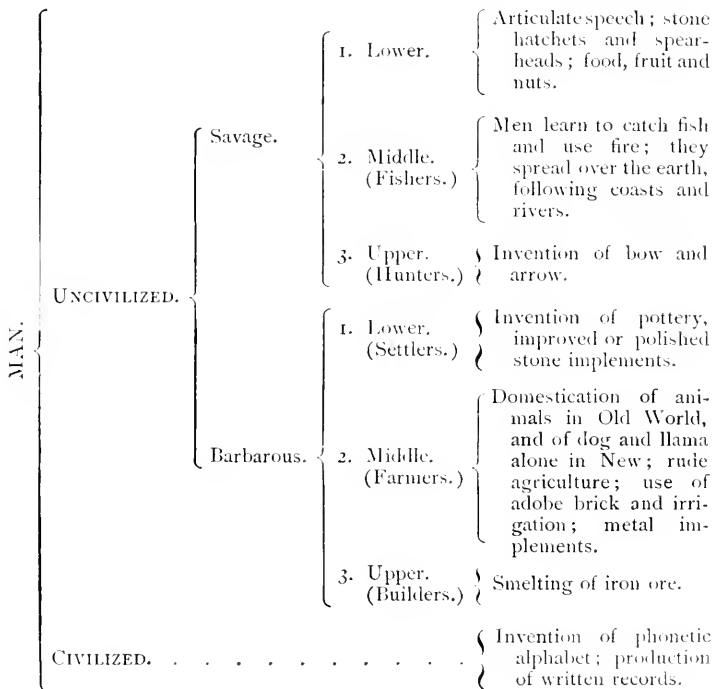 Articulate speech ; stone
1. Lower. hatchets and spear-
heads ; food, fruit and
nuts.
Savage.
Men learn to catch fish
2. Middle. and use fire ; they
(Fishers.) spread over the earth,
following coasts and
rivers.
3. Upper. Invention of bow and
(Hunters.) arrow.
UNCIVILIZED.
MAN.
1. Lower. Invention of pottery,
(Settlers.) improved or polished
stone implements.
Domestication of ani-
mals in Old World,
and of dog and llama
Barbarous. 2. Middle. alone in New ; rude
(Farmers.) agriculture ; use of
adobe brick and irri-
gation ; metal im-
plements.
3. Upper. Smelting of iron ore.
(Builders.)
Invention of phonetic
CIVILIZED. . . . . . . . . . . . alphabet ; production
of written records.